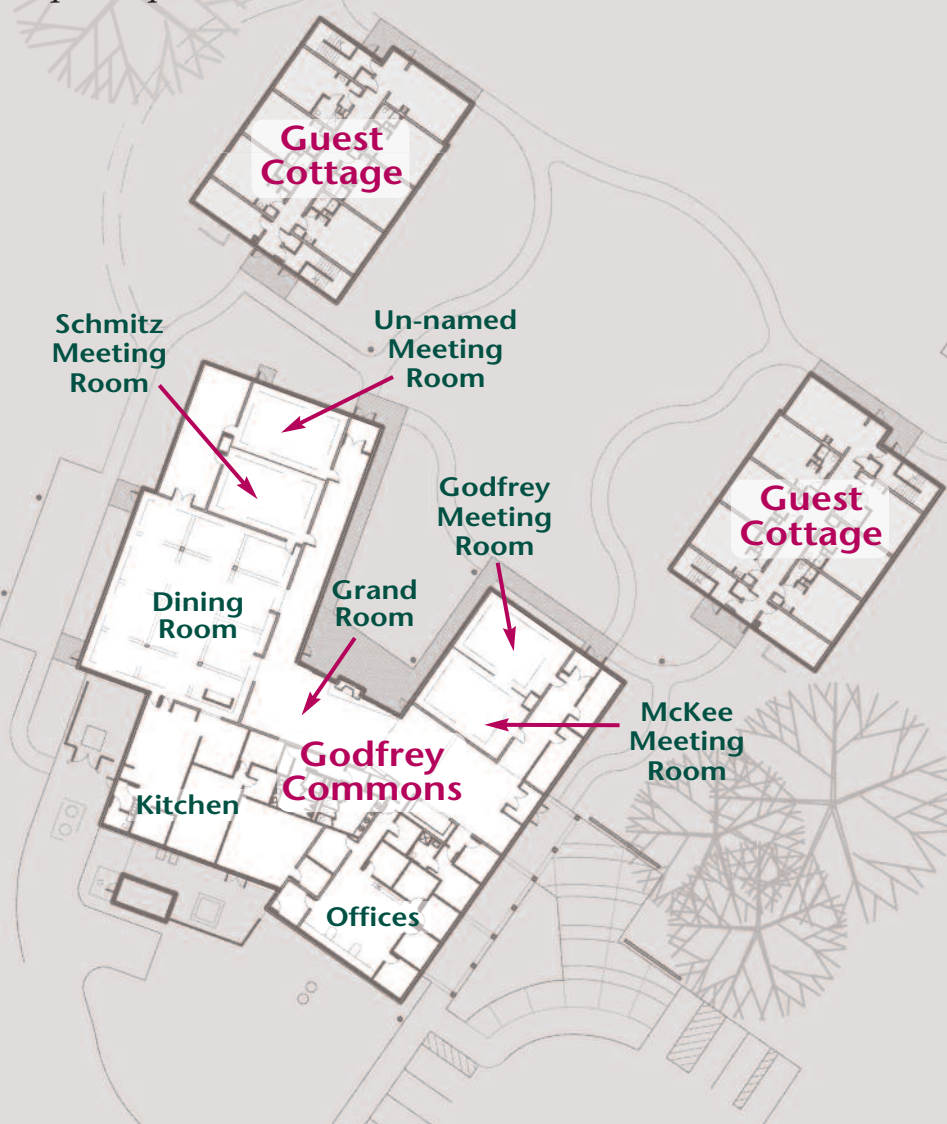 Guest
Cottage
Schmitz
Meeting
Room
Un-named
Meeting
Room
Godfrey
Meeting
Room
Guest
Cottage
Dining
Room
Grand
Room
McKee
Meeting
Room
Godfrey
Commons
Kitchen
Offices